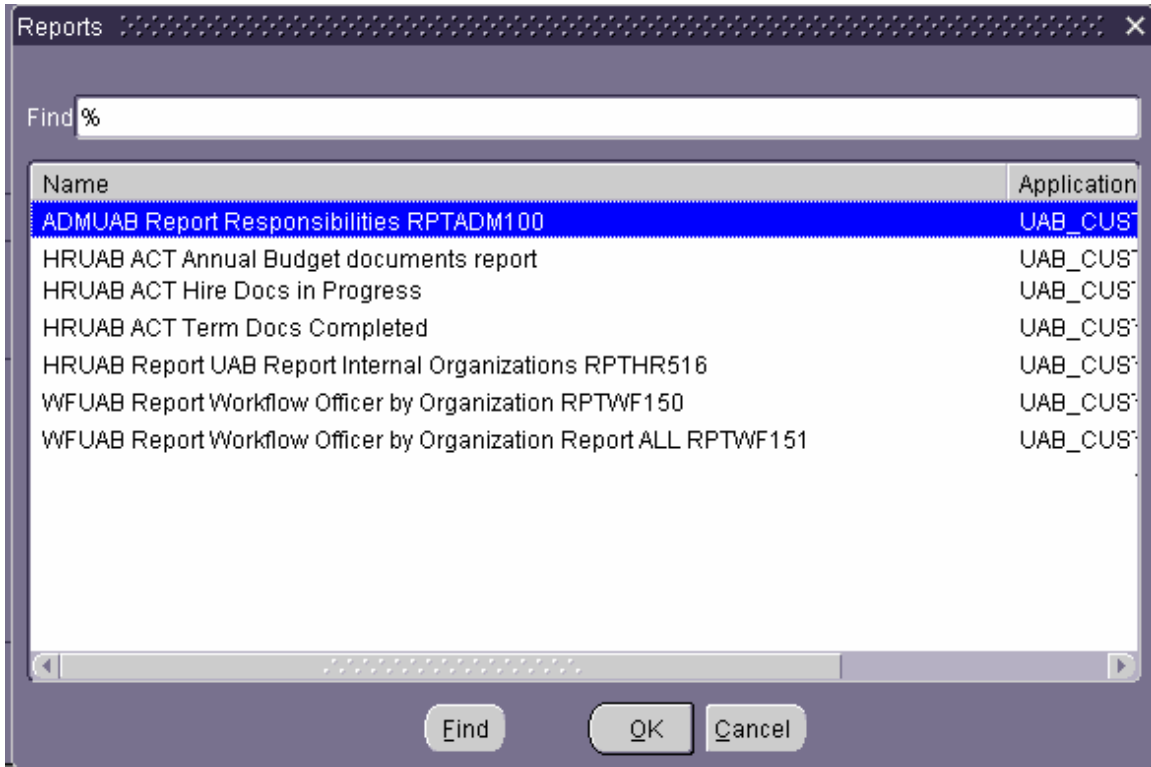 Reports
Find %
Name Application
ADMUAB Report Responsibilities RPTADM100 UAB_CUST
HRUAB ACT Annual Budget documents report UAB_CUS
HRUAB ACT Hire Docs in Progress UAB_CUS
HRUAB ACT Term Docs Completed UAB_CUS
HRUAB Report UAB Report Internal Organizations RPTHR516 UAB_CUS
WFUAB Report Workflow Officer by Organization RPTWF150 UAB_CUS
WFUAB Report Workflow Officer by Organization Report ALL RPTWF151 UAB_CUS
Find OK Cancel